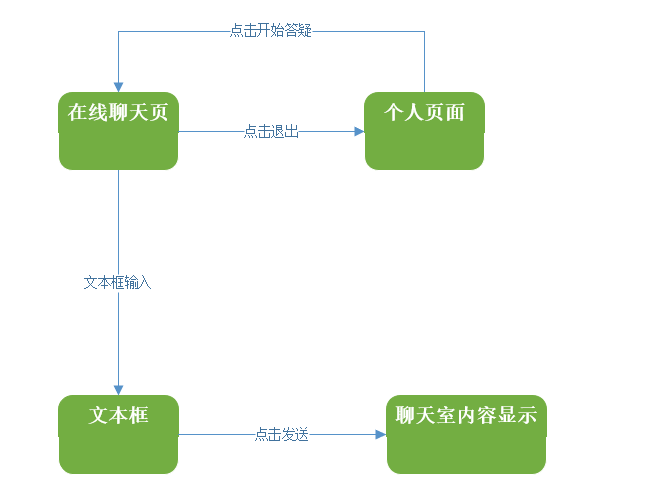 点击开始答疑
在线聊天页
点击退出
个人页面
文本框输入
文本框
点击发送
聊天室内容显示